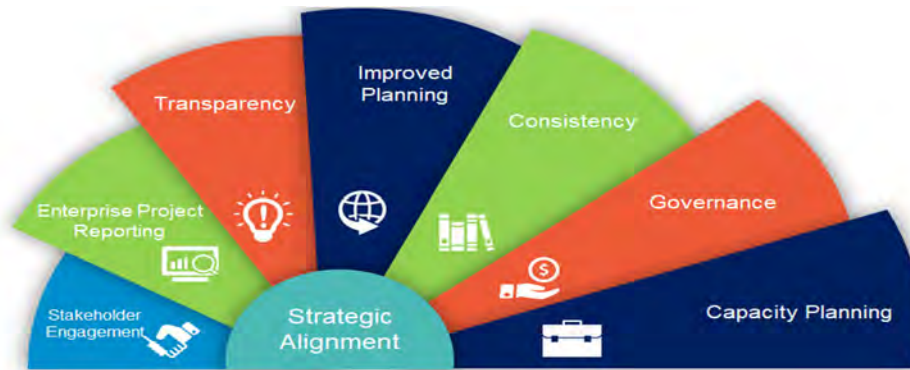 Stakeholder
Engagement
Enterprise Project
Reporting
Transparency
Improved
Planning
Consistency
Governance
Capacity Planning
Strategic
Alignment
$